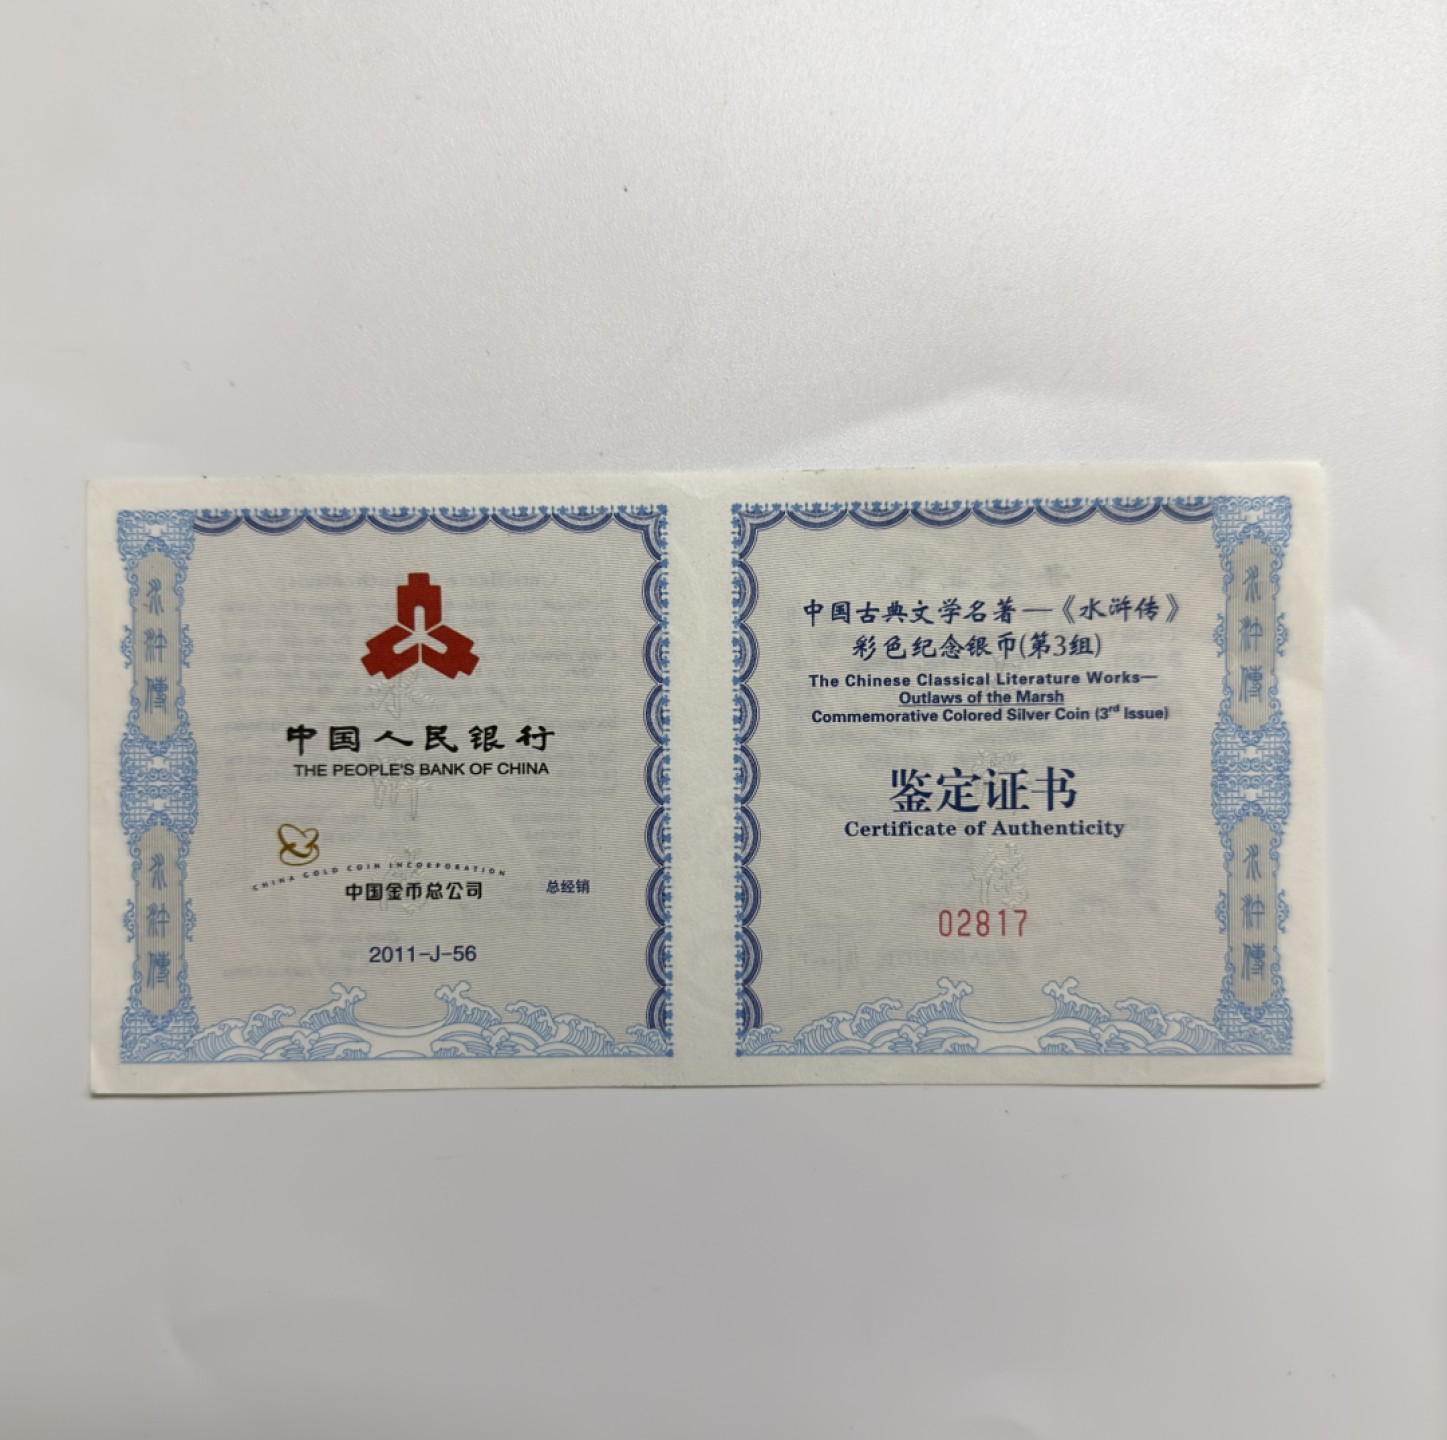 中国人民银行
THE PEOPLE'S BANK OF CHINA
CHINA GOLD COIN INCORPORATION
中国金币总公司 总经销
2011-J-56
水浒傳
水浒傳
中国古典文学名著—《水浒传》
彩色纪念银币(第3组)
The Chinese Classical Literature Works—
Outlaws of the Marsh
Commemorative Colored Silver Coin (3rd Issue)
鉴定证书
Certificate of Authenticity
02817
水浒傳
水浒傳